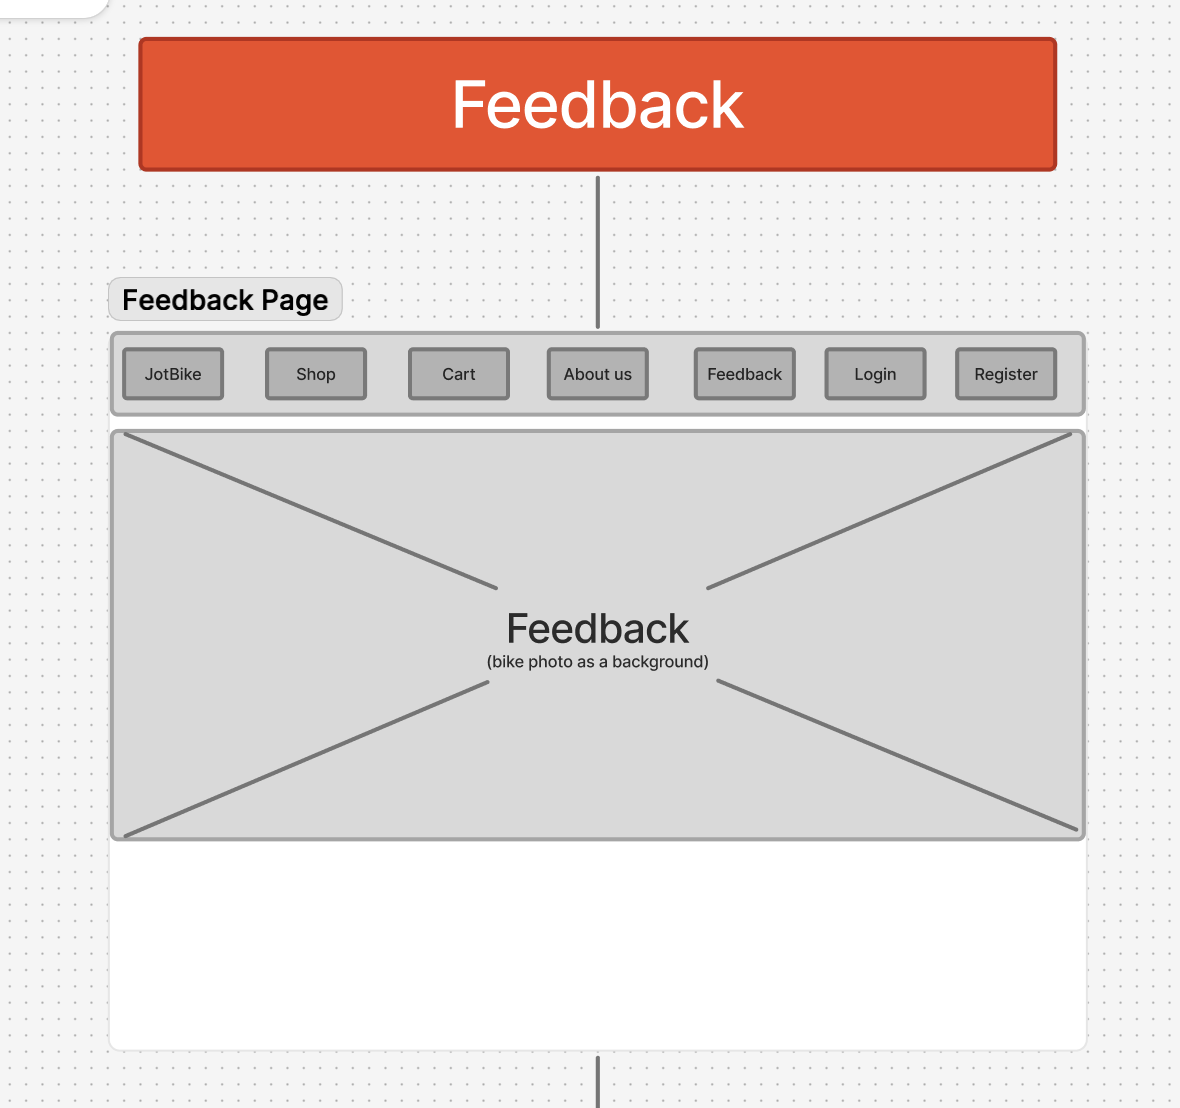 Feedback
Feedback Page
JotBike Shop Cart About us Feedback Login Register
Feedback
(bike photo as a background)